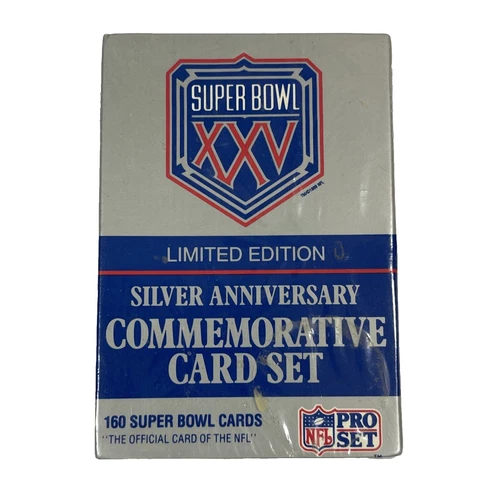 SUPER BOWL
XXV
LIMITED EDITION
SILVER ANNIVERSARY
COMMEMORATIVE
CARD SET
160 SUPER BOWL CARDS
"THE OFFICIAL CARD OF THE NFL"
NFL
PRO
SET
TM